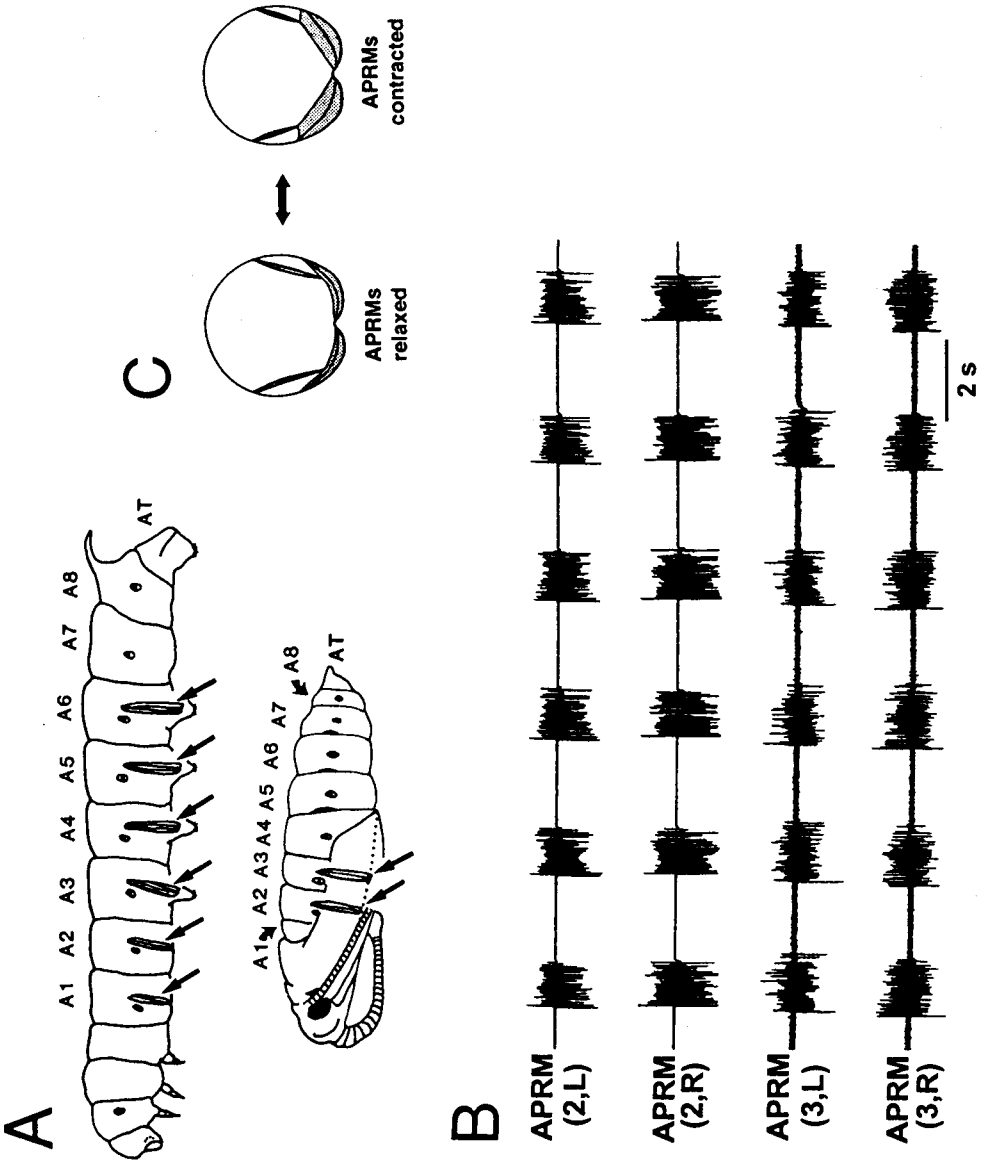 A
A1 A2 A3 A4 A5 A6 A7 A8
AT
A1 A2 A3 A4 A5 A6 A7 A8
AT
C
APRMs
relaxed
APRMs
contracted
B
APRM
(2,L)
APRM
(2,R)
APRM
(3,L)
APRM
(3,R)
2 s